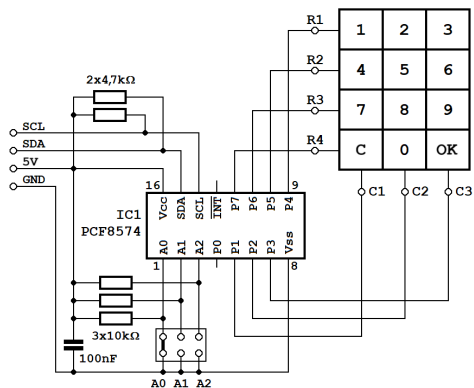 R1
1 2 3
2x4,7kΩ
R2
4 5 6
R3
7 8 9
SCL
SDA
R4
C 0 OK
5V
GND
16 9
C1 C2 C3
IC1
PCF8574
Vcc SDA SCL INT P7 P6 P5 P4
A0 A1 A2 P0 P1 P2 P3 Vss
1 8
3x10kΩ
100nF
A0 A1 A2